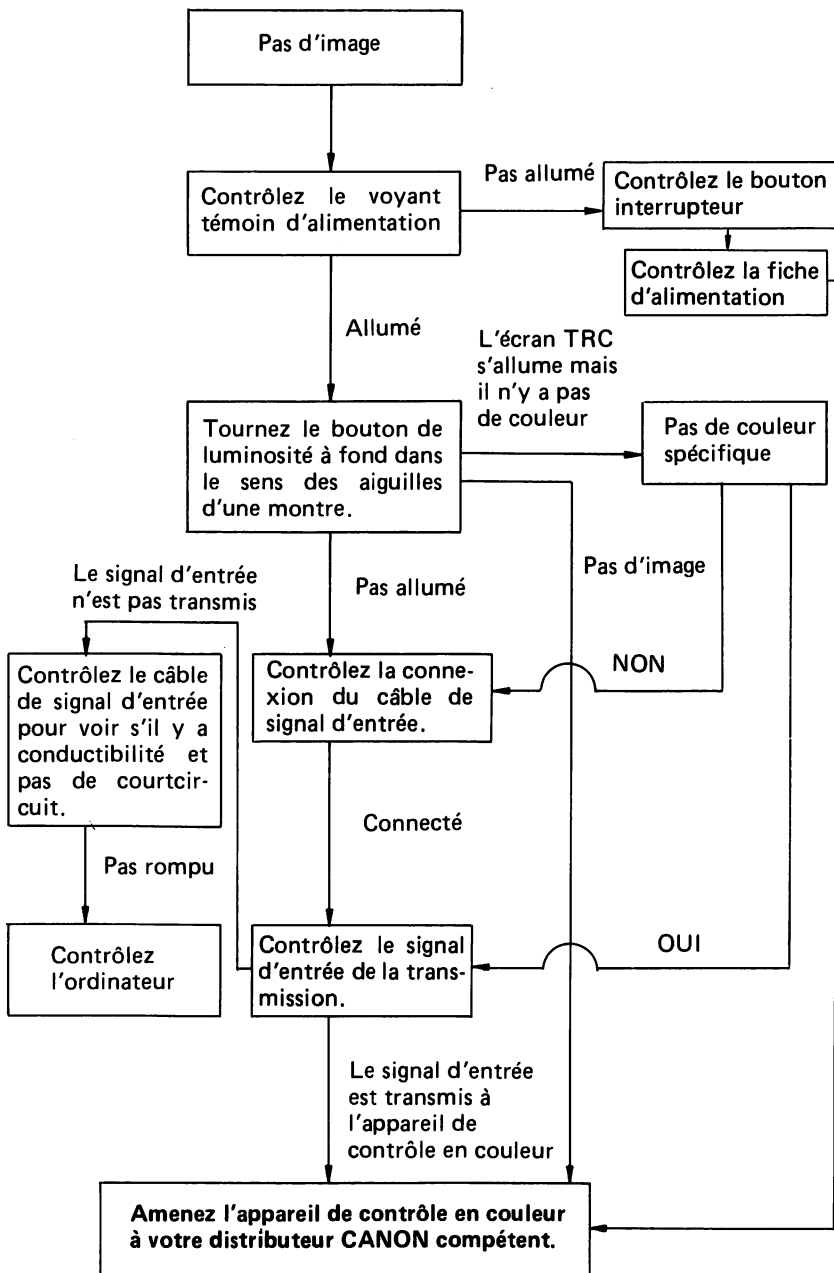 Pas d'image
Contrôlez le voyant
témoin d'alimentation
Pas allumé
Contrôlez le bouton
interrupteur
Contrôlez la fiche
d'alimentation
Allumé
L'écran TRC
s'allume mais
il n'y a pas
de couleur
Tournez le bouton de
luminosité à fond dans
le sens des aiguilles
d'une montre.
Pas de couleur
spécifique
Le signal d'entrée
n'est pas transmis
Pas allumé
Pas d'image
Contrôlez le câble
de signal d'entrée
pour voir s'il y a
conductibilité et
pas de courtcir-
cuit.
Contrôlez la conne-
xion du câble de
signal d'entrée.
NON
Connecté
Pas rompu
Contrôlez
l'ordinateur
Contrôlez le signal
d'entrée de la trans-
mission.
OUI
Le signal d'entrée
est transmis à
l'appareil de
contrôle en couleur
Amenez l'appareil de contrôle en couleur
à votre distributeur CANON compétent.